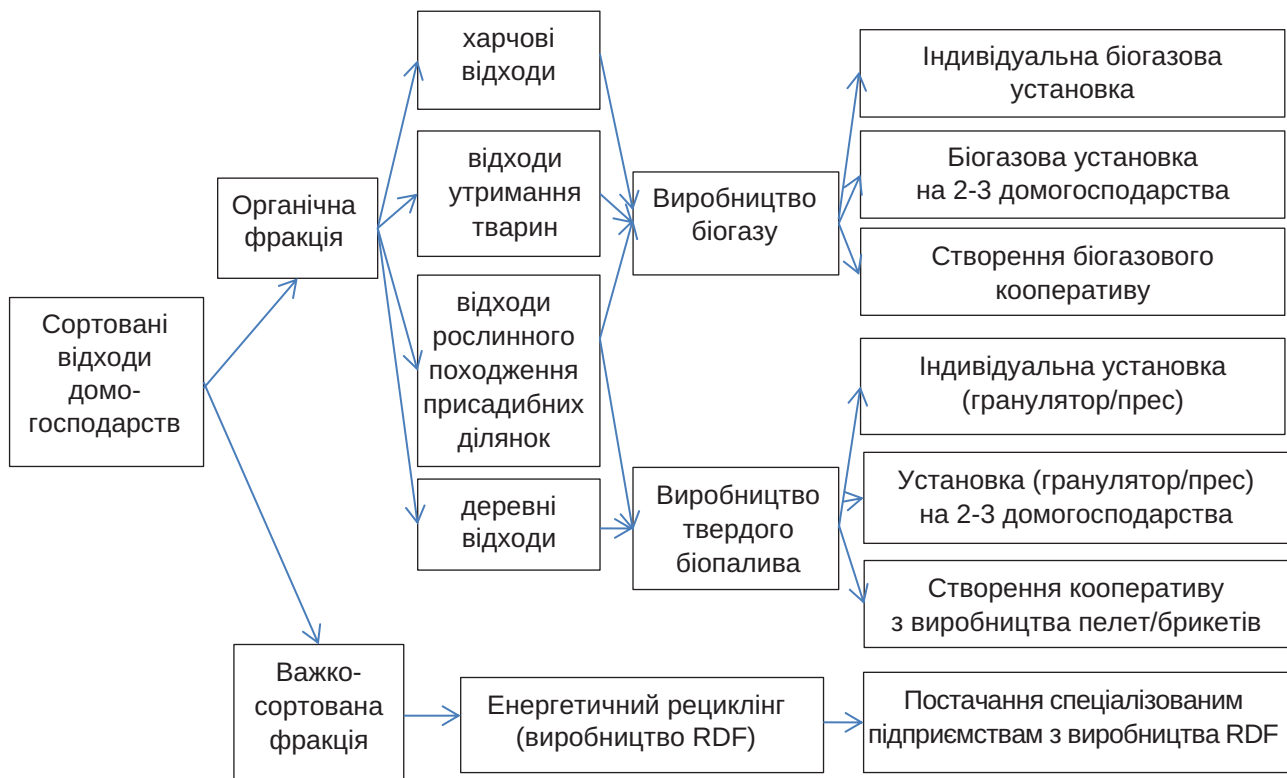 харчові
відходи
Індивідуальна біогазова
установка
відходи
утримання
тварин
Біогазова установка
на 2-3 домогосподарства
Органічна
фракція
Виробництво
біогазу
Створення біогазового
кооперативу
Сортовані
відходи
домо-
господарств
відходи
рослинного
походження
присадибних
ділянок
Індивідуальна установка
(гранулятор/прес)
деревні
відходи
Виробництво
твердого
біопалива
Установка (гранулятор/прес)
на 2-3 домогосподарства
Створення кооперативу
з виробництва пелет/брикетів
Важко-
сортована
фракція
Енергетичний рециклінг
(виробництво RDF)
Постачання спеціалізованим
підприємствам з виробництва RDF